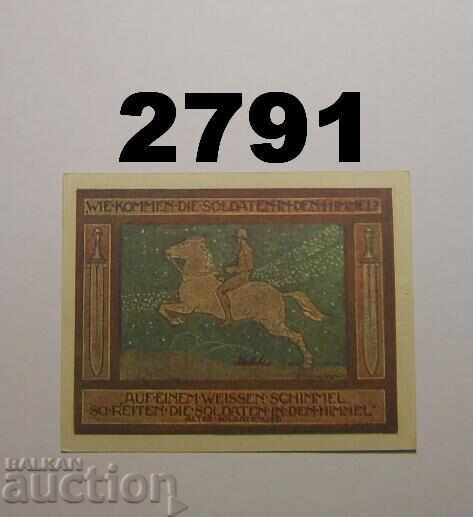 2791
„WIE·KOMMEN·DIE·SOLDATEN·IN·DEN·HIMMEL?
„AUF·EINEM·WEISSEN·SCHIMMEL
SO·REITEN·DIE·SOLDATEN·IN·DEN·HIMMEL"
BALKAN
auction